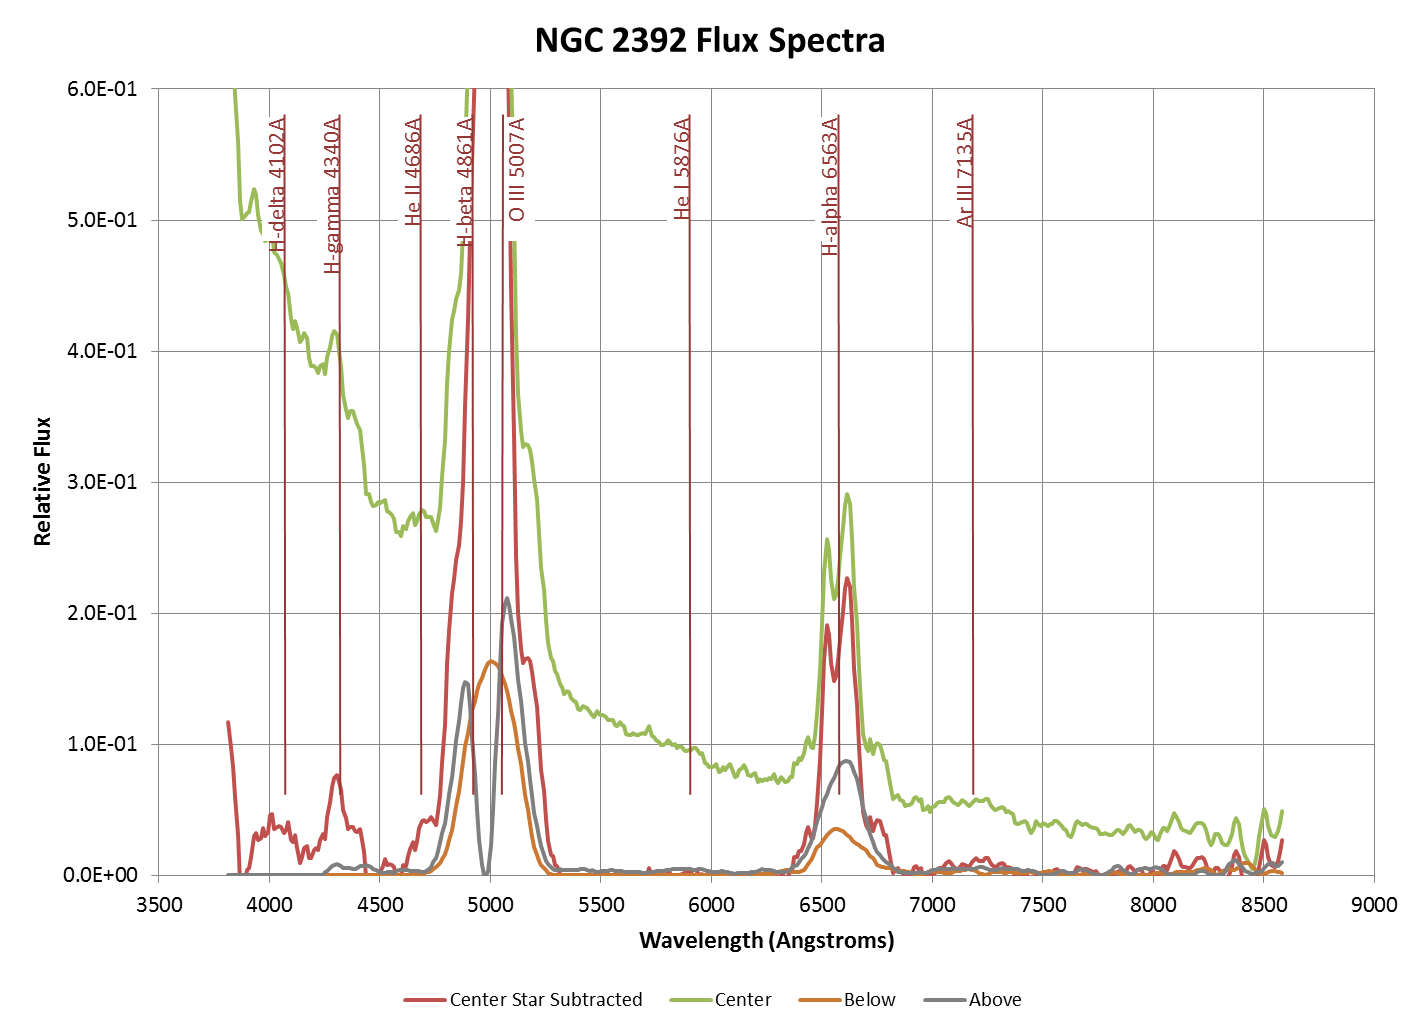 NGC 2392 Flux Spectra
6.0E-01
5.0E-01
4.0E-01
3.0E-01
2.0E-01
1.0E-01
0.0E+00
Relative Flux
H-delta 4102A
H-gamma 4340A
He II 4686A
H-beta 4861A
O III 5007A
He I 5876A
H-alpha 6563A
Ar III 7135A
3500 4000 4500 5000 5500 6000 6500 7000 7500 8000 8500 9000
Wavelength (Angstroms)
Center Star Subtracted Center Below Above